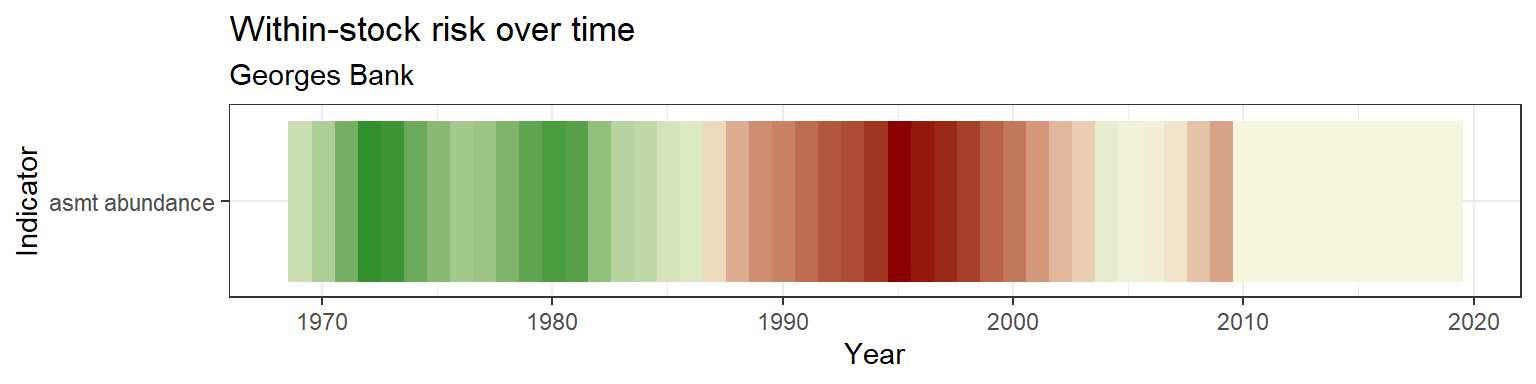 Within-stock risk over time
Georges Bank
Indicator
asmt abundance
1970 1980 1990 2000 2010 2020
Year